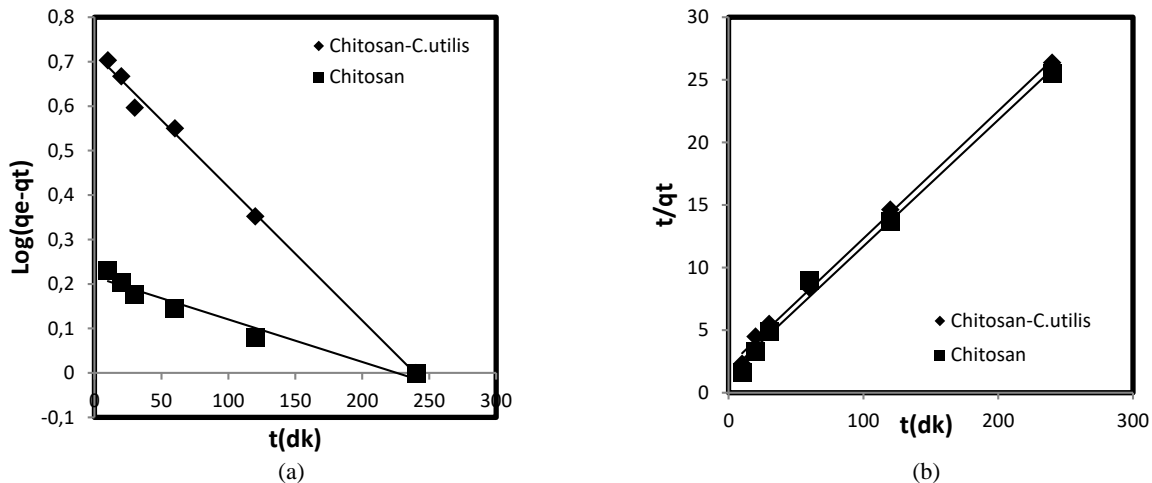 0,8
0,7
0,6
0,5
0,4
0,3
0,2
0,1
0
-0,1
Log(qe-qt)
Chitosan-C.utilis
Chitosan
0 50 100 150 200 250 300
t(dk)
(a)
30
25
20
15
10
5
0
t/qt
Chitosan-C.utilis
Chitosan
0 100 200 300
t(dk)
(b)